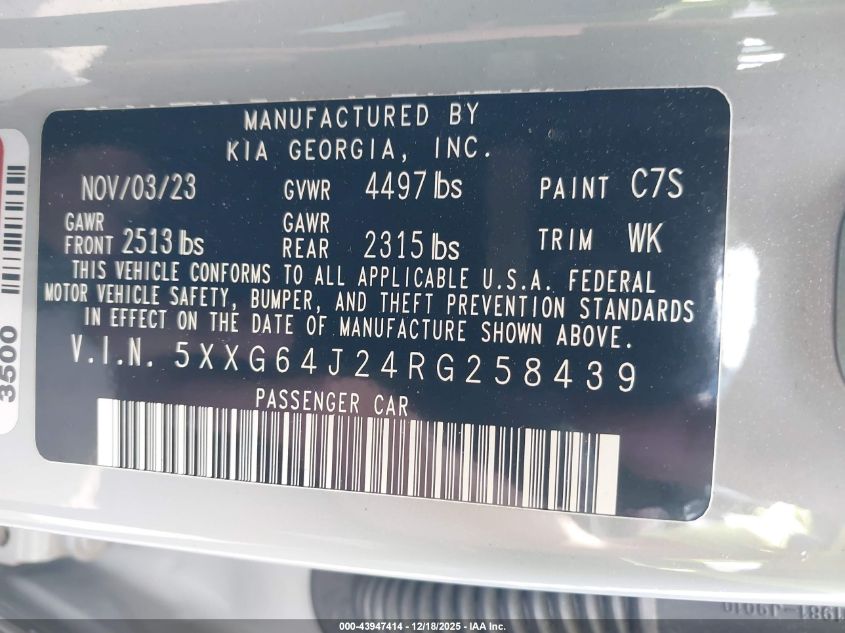 MANUFACTURED BY
KIA GEORGIA, INC.
NOV/03/23 GVWR 4497 lbs PAINT C7S
GAWR FRONT 2513 lbs GAWR REAR 2315 lbs TRIM WK
THIS VEHICLE CONFORMS TO ALL APPLICABLE U.S.A. FEDERAL
MOTOR VEHICLE SAFETY, BUMPER, AND THEFT PREVENTION STANDARDS
IN EFFECT ON THE DATE OF MANUFACTURE SHOWN ABOVE.
V.I.N. 5XXG64J24RG258439
PASSENGER CAR
3500
000-43947414 - 12/18/2025 - IAA Inc.